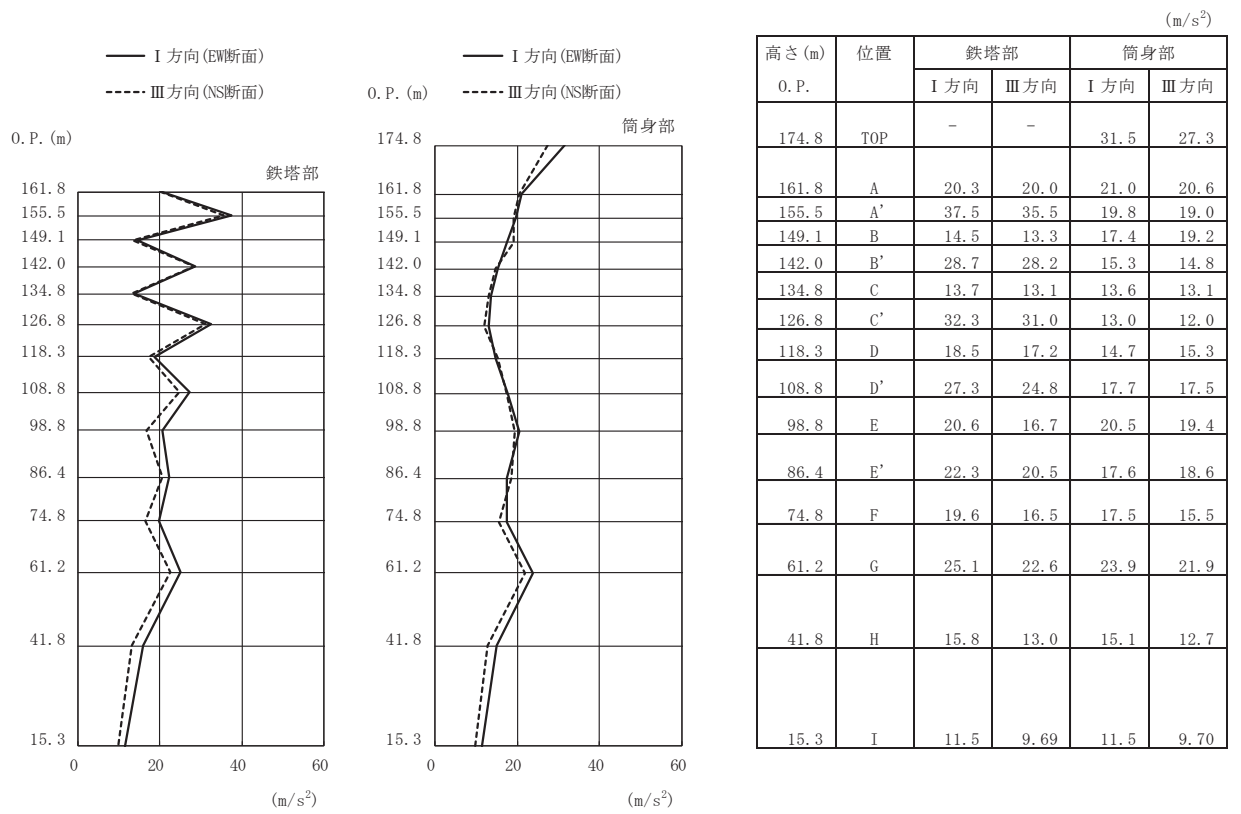 Ⅰ方向(EW断面)
Ⅲ方向(NS断面)
O.P.(m)
鉄塔部
161.8
155.5
149.1
142.0
134.8
126.8
118.3
108.8
98.8
86.4
74.8
61.2
41.8
15.3
0 20 40 60
(m/s²)
Ⅰ方向(EW断面)
Ⅲ方向(NS断面)
O.P.(m)
筒身部
174.8
161.8
155.5
149.1
142.0
134.8
126.8
118.3
108.8
98.8
86.4
74.8
61.2
41.8
15.3
0 20 40 60
(m/s²)
(m/s²)
高さ(m) 位置 鉄塔部 筒身部
O.P. Ⅰ方向 Ⅲ方向 Ⅰ方向 Ⅲ方向
174.8 TOP － － 31.5 27.3
161.8 A 20.3 20.0 21.0 20.6
155.5 A' 37.5 35.5 19.8 19.0
149.1 B 14.5 13.3 17.4 19.2
142.0 B' 28.7 28.2 15.3 14.8
134.8 C 13.7 13.1 13.6 13.1
126.8 C' 32.3 31.0 13.0 12.0
118.3 D 18.5 17.2 14.7 15.3
108.8 D' 27.3 24.8 17.7 17.5
98.8 E 20.6 16.7 20.5 19.4
86.4 E' 22.3 20.5 17.6 18.6
74.8 F 19.6 16.5 17.5 15.5
61.2 G 25.1 22.6 23.9 21.9
41.8 H 15.8 13.0 15.1 12.7
15.3 I 11.5 9.69 11.5 9.70